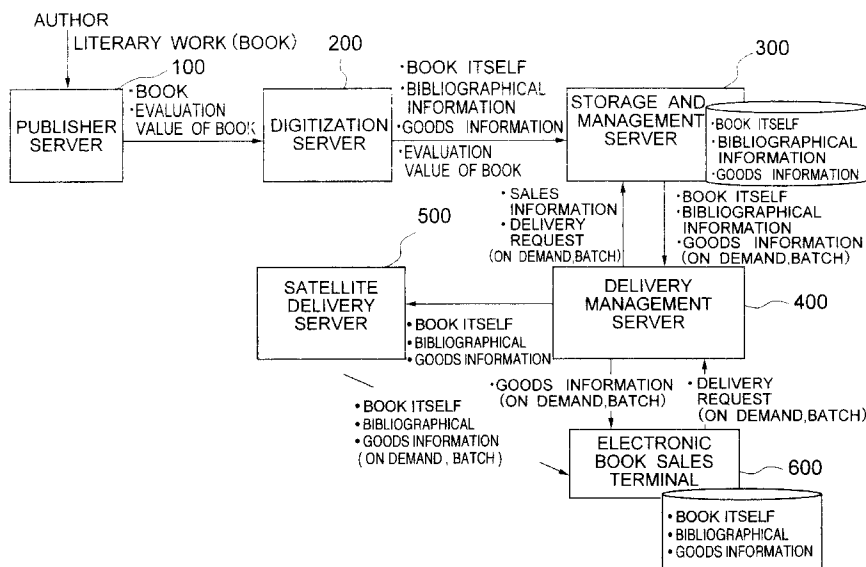 AUTHOR
LITERARY WORK (BOOK)
100
PUBLISHER
SERVER
•BOOK
•EVALUATION
VALUE OF BOOK
200
DIGITIZATION
SERVER
•BOOK ITSELF
•BIBLIOGRAPHICAL
INFORMATION
•GOODS INFORMATION
•EVALUATION
VALUE OF BOOK
300
STORAGE AND
MANAGEMENT
SERVER
•BOOK ITSELF
•BIBLIOGRAPHICAL
INFORMATION
•GOODS INFORMATION
•SALES
INFORMATION
•DELIVERY
REQUEST
(ON DEMAND,BATCH)
•BOOK ITSELF
•BIBLIOGRAPHICAL
INFORMATION
•GOODS INFORMATION
(ON DEMAND,BATCH)
500
SATELLITE
DELIVERY
SERVER
•BOOK ITSELF
•BIBLIOGRAPHICAL
•GOODS INFORMATION
DELIVERY
MANAGEMENT
SERVER
400
•GOODS INFORMATION
(ON DEMAND,BATCH)
•DELIVERY
REQUEST
(ON DEMAND,BATCH)
•BOOK ITSELF
•BIBLIOGRAPHICAL
•GOODS INFORMATION
(ON DEMAND, BATCH)
ELECTRONIC
BOOK SALES
TERMINAL
600
•BOOK ITSELF
•BIBLIOGRAPHICAL
•GOODS INFORMATION